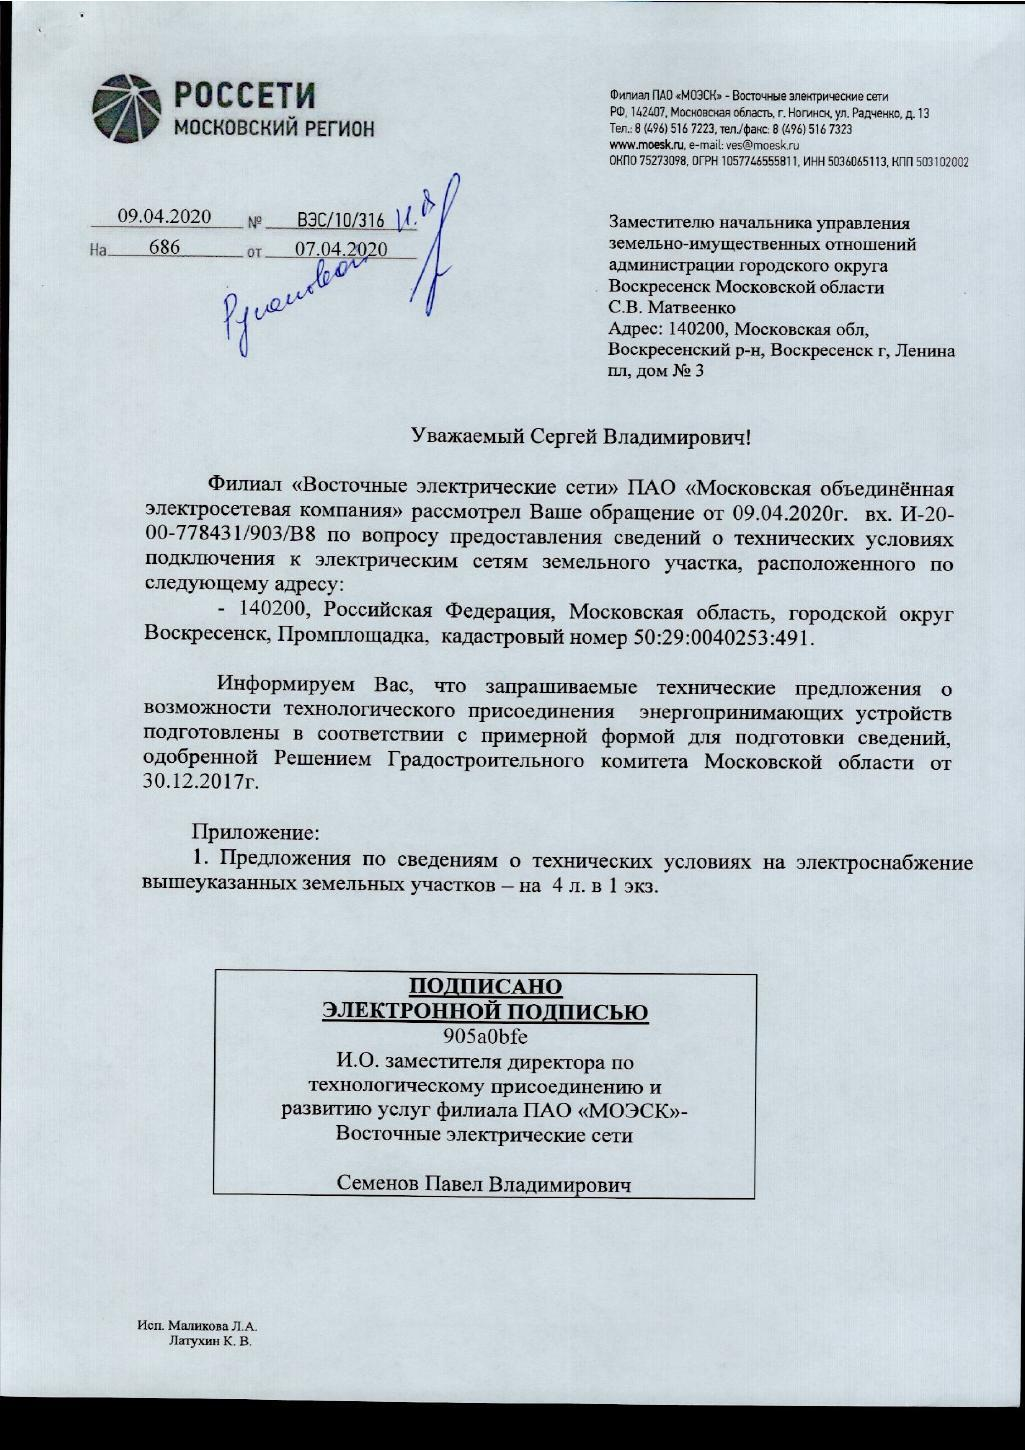 РОССЕТИ
МОСКОВСКИЙ РЕГИОН
Филиал ПАО «МОЭСК» - Восточные электрические сети
РФ, 142407, Московская область, г. Ногинск, ул. Радченко, д. 13
Тел.: 8 (496) 516 7223, тел./факс: 8 (496) 516 7323
www.moesk.ru, e-mail: ves@moesk.ru
ОКПО 75273098, ОГРН 1057746555811, ИНН 5036065113, КПП 503102002
09.04.2020 № ВЭС/10/316
На 686 от 07.04.2020
Заместителю начальника управления
земельно-имущественных отношений
администрации городского округа
Воскресенск Московской области
С.В. Матвеенко
Адрес: 140200, Московская обл,
Воскресенский р-н, Воскресенск г, Ленина
пл, дом № 3
Уважаемый Сергей Владимирович!
Филиал «Восточные электрические сети» ПАО «Московская объединённая
электросетевая компания» рассмотрел Ваше обращение от 09.04.2020г. вх. И-20-
00-778431/903/В8 по вопросу предоставления сведений о технических условиях
подключения к электрическим сетям земельного участка, расположенного по
следующему адресу:
- 140200, Российская Федерация, Московская область, городской округ
Воскресенск, Промплощадка, кадастровый номер 50:29:0040253:491.
Информируем Вас, что запрашиваемые технические предложения о
возможности технологического присоединения энергопринимающих устройств
подготовлены в соответствии с примерной формой для подготовки сведений,
одобренной Решением Градостроительного комитета Московской области от
30.12.2017г.
Приложение:
1. Предложения по сведениям о технических условиях на электроснабжение
вышеуказанных земельных участков – на 4 л. в 1 экз.
ПОДПИСАНО
ЭЛЕКТРОННОЙ ПОДПИСЬЮ
905a0bfe
И.О. заместителя директора по
технологическому присоединению и
развитию услуг филиала ПАО «МОЭСК»-
Восточные электрические сети
Семенов Павел Владимирович
Исп. Маликова Л.А.
Латухин К. В.